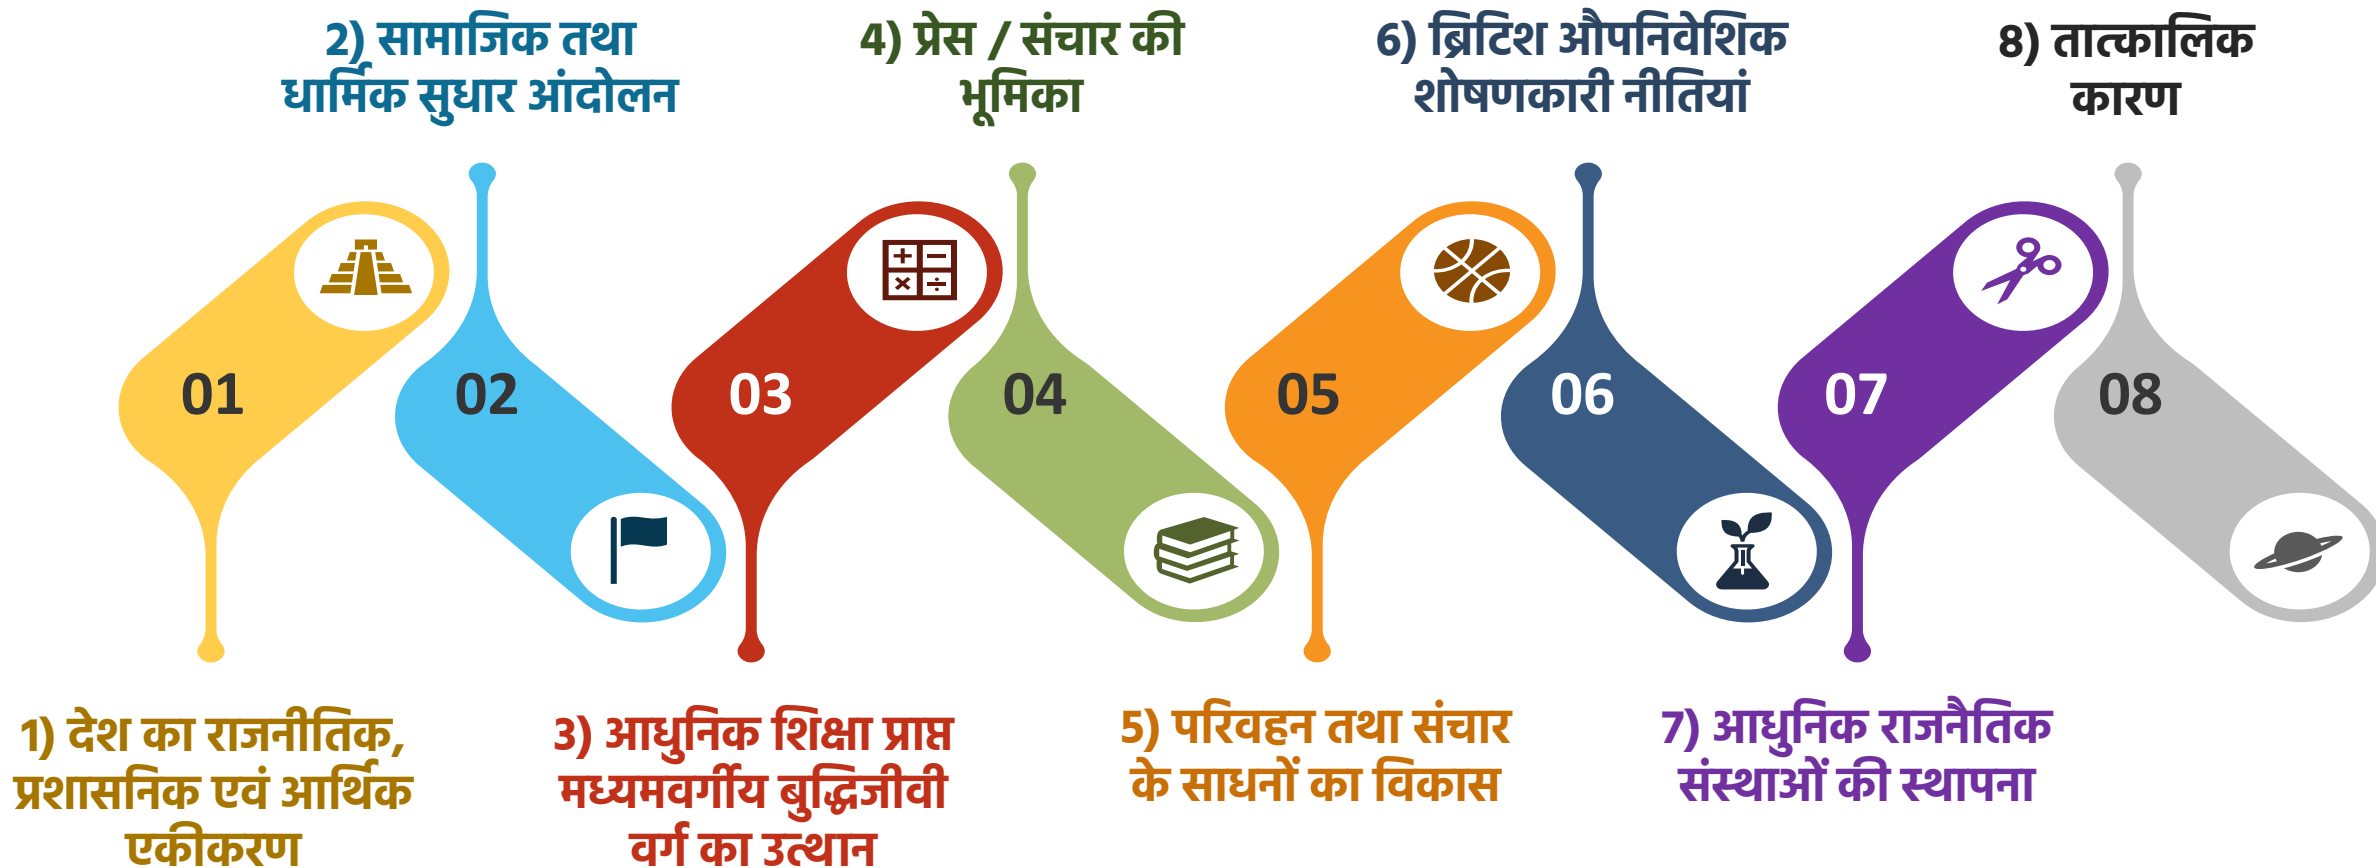 2) सामाजिक तथा
धार्मिक सुधार आंदोलन
4) प्रेस / संचार की
भूमिका
6) ब्रिटिश औपनिवेशिक
शोषणकारी नीतियां
8) तात्कालिक
कारण
01
02
03
04
05
06
07
08
1) देश का राजनीतिक,
प्रशासनिक एवं आर्थिक
एकीकरण
3) आधुनिक शिक्षा प्राप्त
मध्यमवर्गीय बुद्धिजीवी
वर्ग का उत्थान
5) परिवहन तथा संचार
के साधनों का विकास
7) आधुनिक राजनैतिक
संस्थाओं की स्थापना